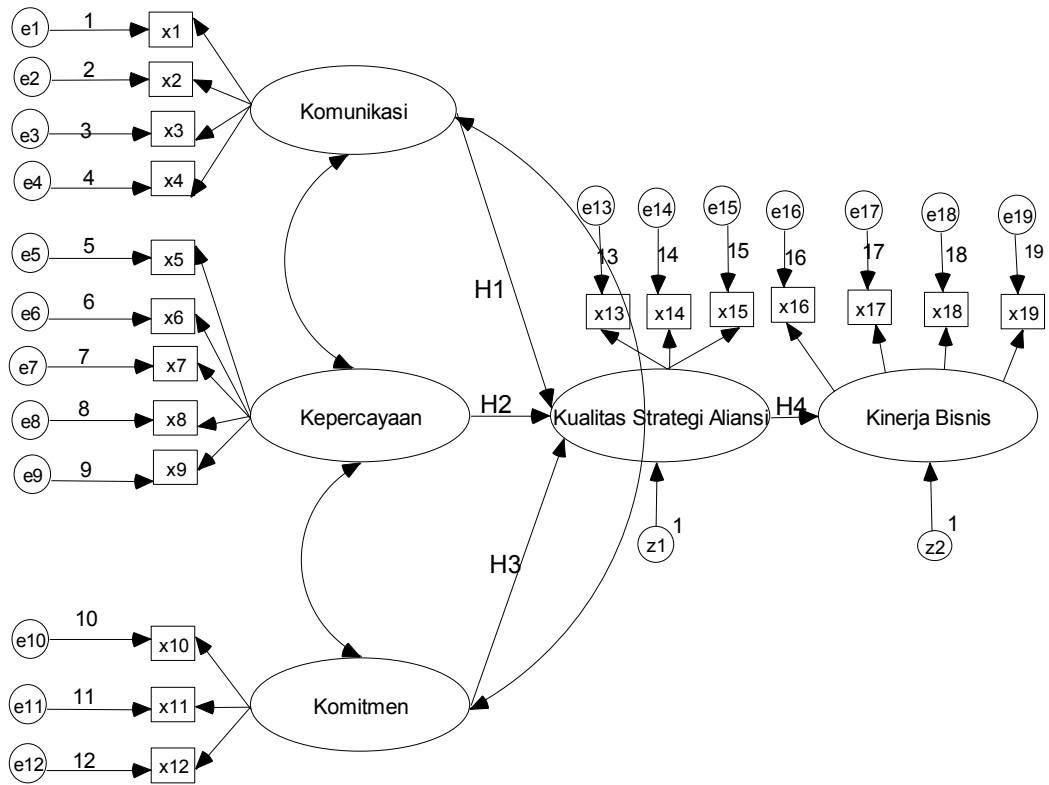 e1 1 x1
e2 2 x2
e3 3 x3
e4 4 x4
Komunikasi
e5 5 x5
e6 6 x6
e7 7 x7
e8 8 x8
e9 9 x9
Kepercayaan
e10 10 x10
e11 11 x11
e12 12 x12
Komitmen
H1
H2
H3
e13 e14 e15 e16 e17 e18 e19
13 14 15 16 17 18 19
x13 x14 x15 x16 x17 x18 x19
Kualitas Strategi Aliansi
H4
Kinerja Bisnis
z1 1
z2 1